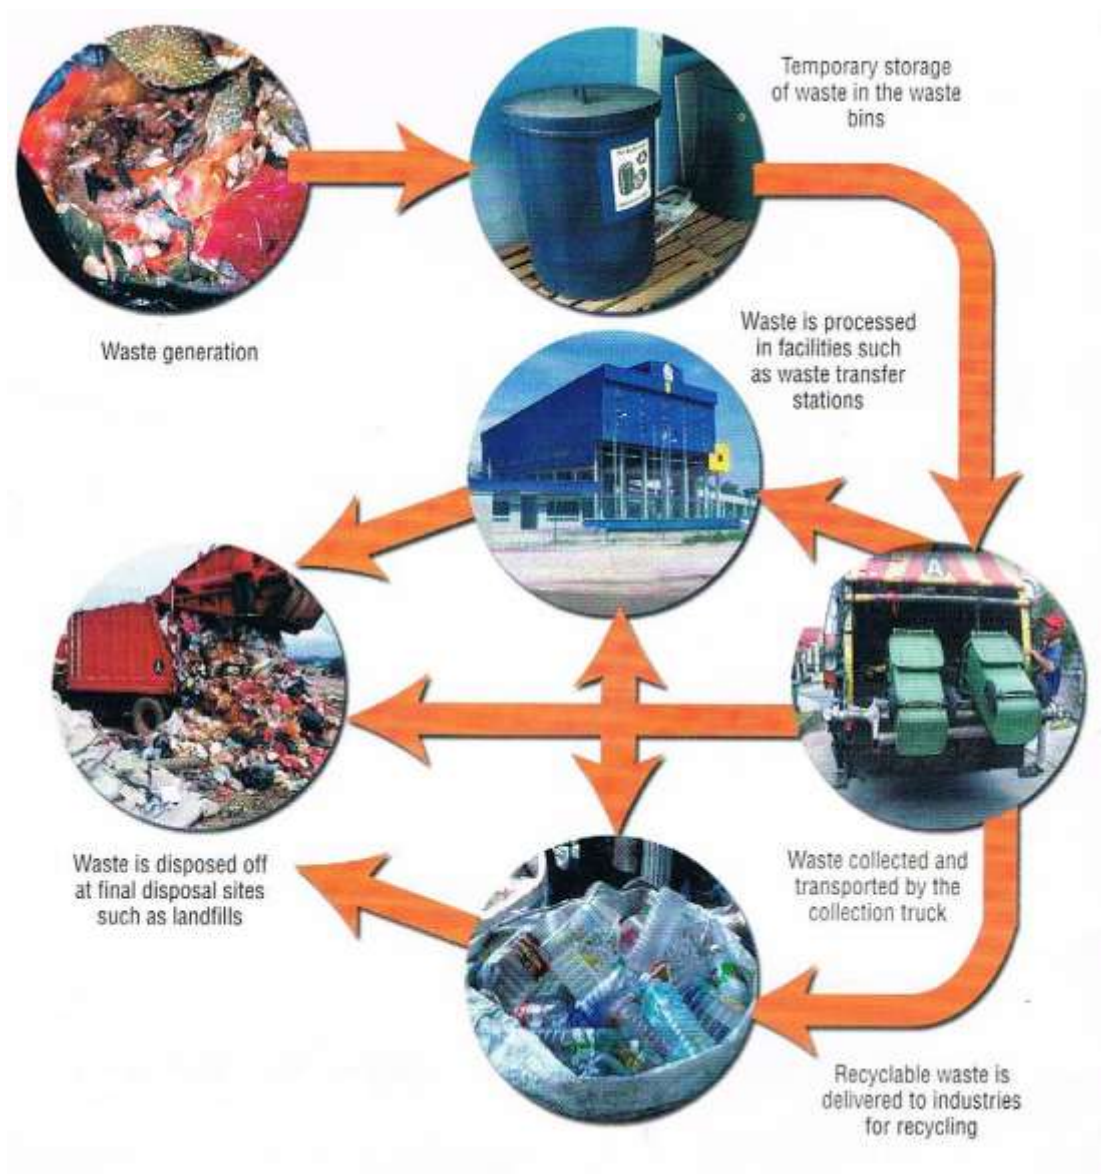 Temporary storage
of waste in the waste
bins
Waste generation
Waste is processed
in facilities such
as waste transfer
stations
A
Waste is disposed off
at final disposal sites
such as landfills
Waste collected and
transported by the
collection truck
Recyclable waste is
delivered to industries
for recycling